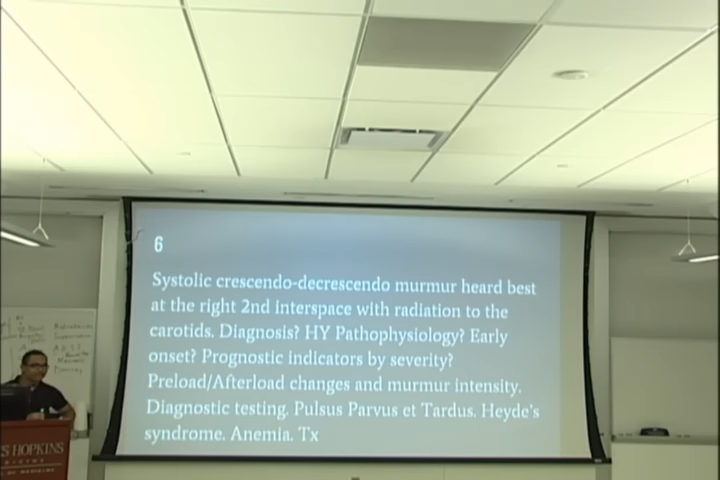 6
Systolic crescendo-decrescendo murmur heard best
at the right 2nd interspace with radiation to the
carotids. Diagnosis? HY Pathophysiology? Early
onset? Prognostic indicators by severity?
Preload/Afterload changes and murmur intensity.
Diagnostic testing. Pulsus Parvus et Tardus. Heyde's
syndrome. Anemia. Tx
S HOPKINS